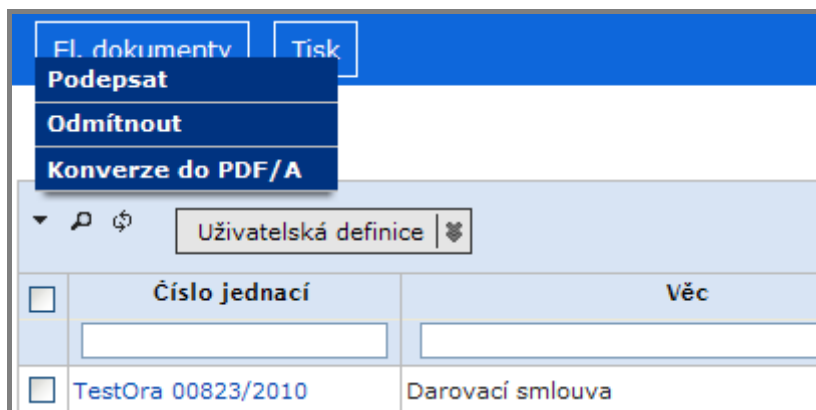 El. dokumenty Tisk
Podepsat
Odmítnout
Konverze do PDF/A
Uživatelská definice
Číslo jednací Věc
TestOra 00823/2010 Darovací smlouva